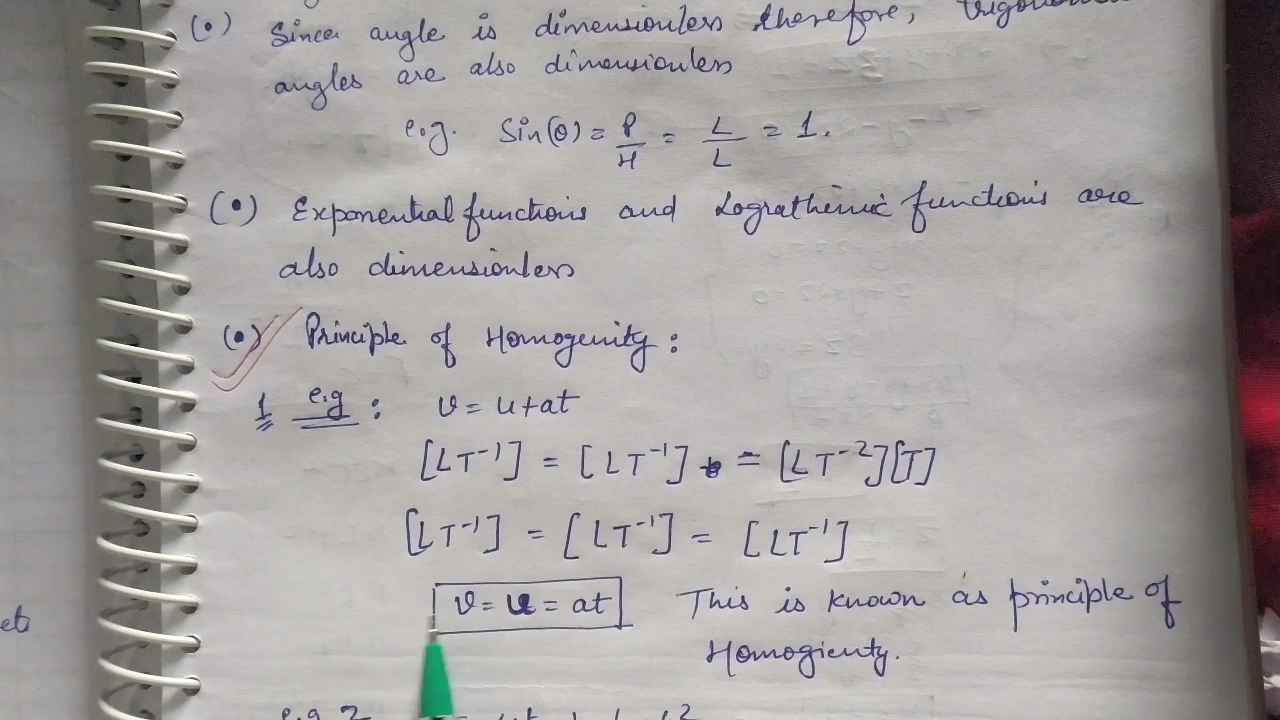 (•) Since angle is dimensionless therefore,
angles are also dimensionless
e.g. Sin(θ) = P/H = L/L = 1.
(•) Exponential functions and Lograthemic functions are
also dimensionless
(•) Principle of Homogenity :
1 e.g : v = u+at
[LT⁻¹] = [LT⁻¹] = [LT⁻²][T]
[LT⁻¹] = [LT⁻¹] = [LT⁻¹]
v = u = at This is known as principle of
Homogienty.